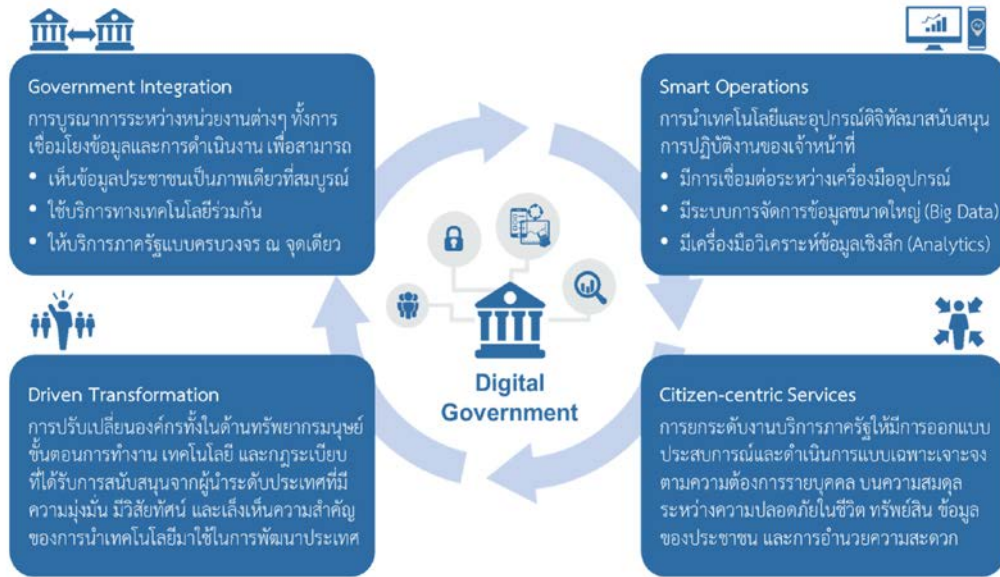 Government Integration
การบูรณาการระหว่างหน่วยงานต่างๆ ทั้งการ
เชื่อมโยงข้อมูลและการดำเนินงาน เพื่อสามารถ
• เห็นข้อมูลประชาชนเป็นภาพเดียวที่สมบูรณ์
• ใช้บริการทางเทคโนโลยีร่วมกัน
• ให้บริการภาครัฐแบบครบวงจร ณ จุดเดียว
Smart Operations
การนำเทคโนโลยีและอุปกรณ์ดิจิทัลมาสนับสนุน
การปฏิบัติงานของเจ้าหน้าที่
• มีการเชื่อมต่อระหว่างเครื่องมืออุปกรณ์
• มีระบบการจัดการข้อมูลขนาดใหญ่ (Big Data)
• มีเครื่องมือวิเคราะห์ข้อมูลเชิงลึก (Analytics)
Digital
Government
Driven Transformation
การปรับเปลี่ยนองค์กรทั้งในด้านทรัพยากรมนุษย์
ขั้นตอนการทำงาน เทคโนโลยี และกฎระเบียบ
ที่ได้รับการสนับสนุนจากผู้นำระดับประเทศที่มี
ความมุ่งมั่น มีวิสัยทัศน์ และเล็งเห็นความสำคัญ
ของการนำเทคโนโลยีมาใช้ในการพัฒนาประเทศ
Citizen-centric Services
การยกระดับงานบริการภาครัฐให้มีการออกแบบ
ประสบการณ์และดำเนินการแบบเฉพาะเจาะจง
ตามความต้องการรายบุคคล บนความสมดุล
ระหว่างความปลอดภัยในชีวิต ทรัพย์สิน ข้อมูล
ของประชาชน และการอำนวยความสะดวก